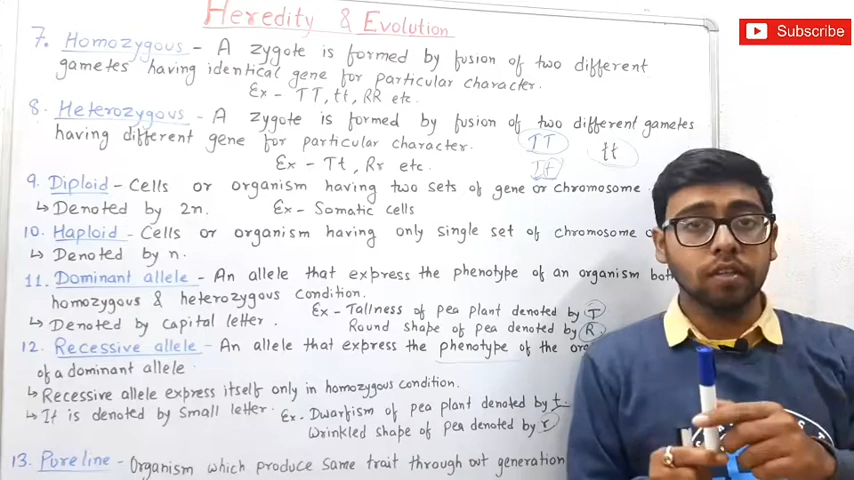 Heredity & Evolution
Subscribe
7. Homozygous - A zygote is formed by fusion of two different
gametes having identical gene for particular character.
Ex - TT, tt, RR etc.
8. Heterozygous - A zygote is formed by fusion of two different gametes
having different gene for particular character.
TT
tt
Ex - Tt, Rr etc.
Tt
9. Diploid - Cells or organism having two sets of gene or chromosome
↳ Denoted by 2n. Ex - Somatic cells
10. Haploid - Cells or organism having only single set of chromosome
↳ Denoted by n.
11. Dominant allele - An allele that express the phenotype of an organism
homozygous & heterozygous condition.
Ex - Tallness of pea plant denoted by T
↳ Denoted by capital letter.
Round shape of pea denoted by R
12. Recessive allele - An allele that express the phenotype of the
of a dominant allele
↳ Recessive allele express itself only in homozygous condition.
↳ It is denoted by small letter. Ex - Dwarfism of pea plant denoted by t
Wrinkled shape of pea denoted by r
13. Pureline - Organism which produce same trait through out generation